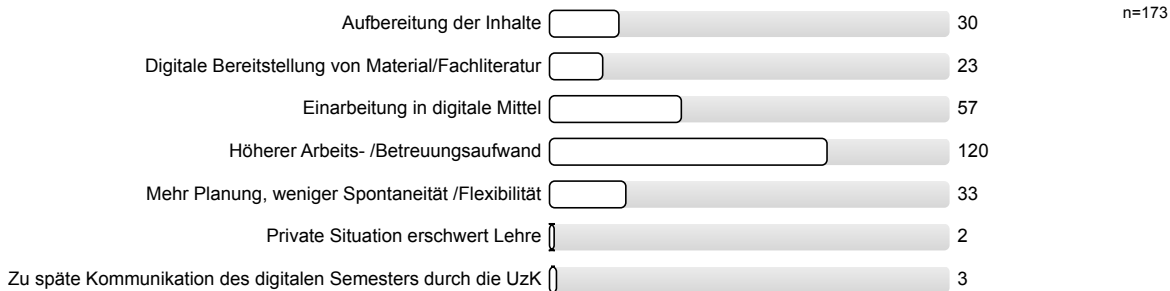 Aufbereitung der Inhalte 30 n=173
Digitale Bereitstellung von Material/Fachliteratur 23
Einarbeitung in digitale Mittel 57
Höherer Arbeits- /Betreuungsaufwand 120
Mehr Planung, weniger Spontaneität /Flexibilität 33
Private Situation erschwert Lehre 2
Zu späte Kommunikation des digitalen Semesters durch die UzK 3